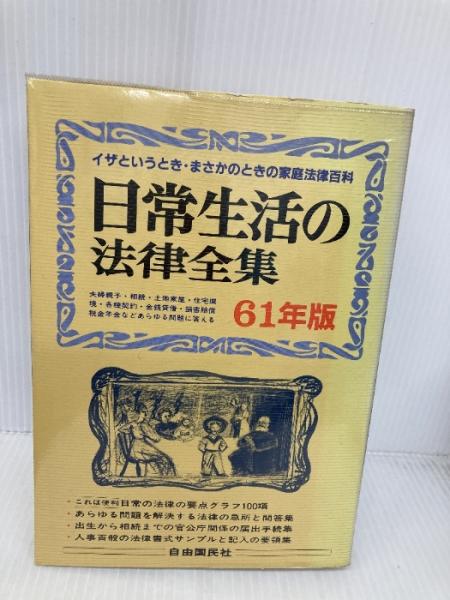 イザというとき・まさかのときの家庭法律百科
日常生活の
法律全集
夫婦親子・相続・土地家屋・住宅環
境・各種契約・金銭貸借・損害賠償
税金年金などあらゆる問題に答える
61年版
・これは便利日常の法律の要点グラフ100項
・あらゆる問題を解決する法律の急所と問答集
・出生から相続までの官公庁関係の届出手続集
・人事百般の法律書式サンプルと記入の要領集
自由国民社